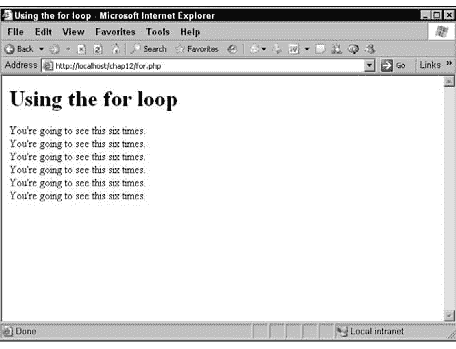 Using the for loop - Microsoft Internet Explorer
File Edit View Favorites Tools Help
Back Search Favorites
Address http://localhost/chap12/for.php Go Links »
Using the for loop
You're going to see this six times.
You're going to see this six times.
You're going to see this six times.
You're going to see this six times.
You're going to see this six times.
You're going to see this six times.
Done Local intranet